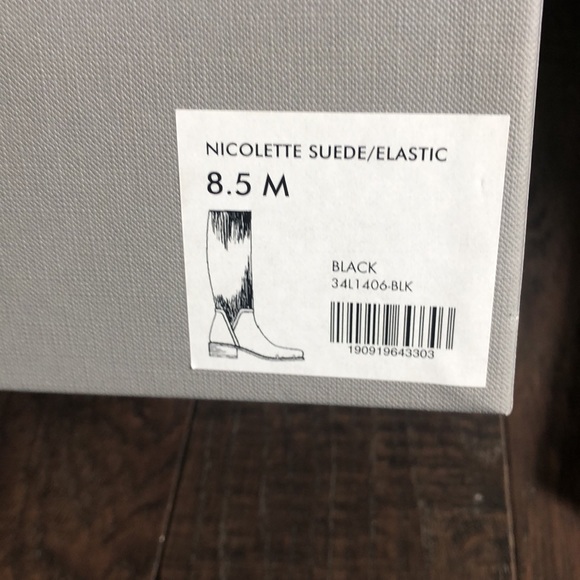 NICOLETTE SUEDE/ELASTIC
8.5 M
BLACK
34L1406-BLK
190919643303